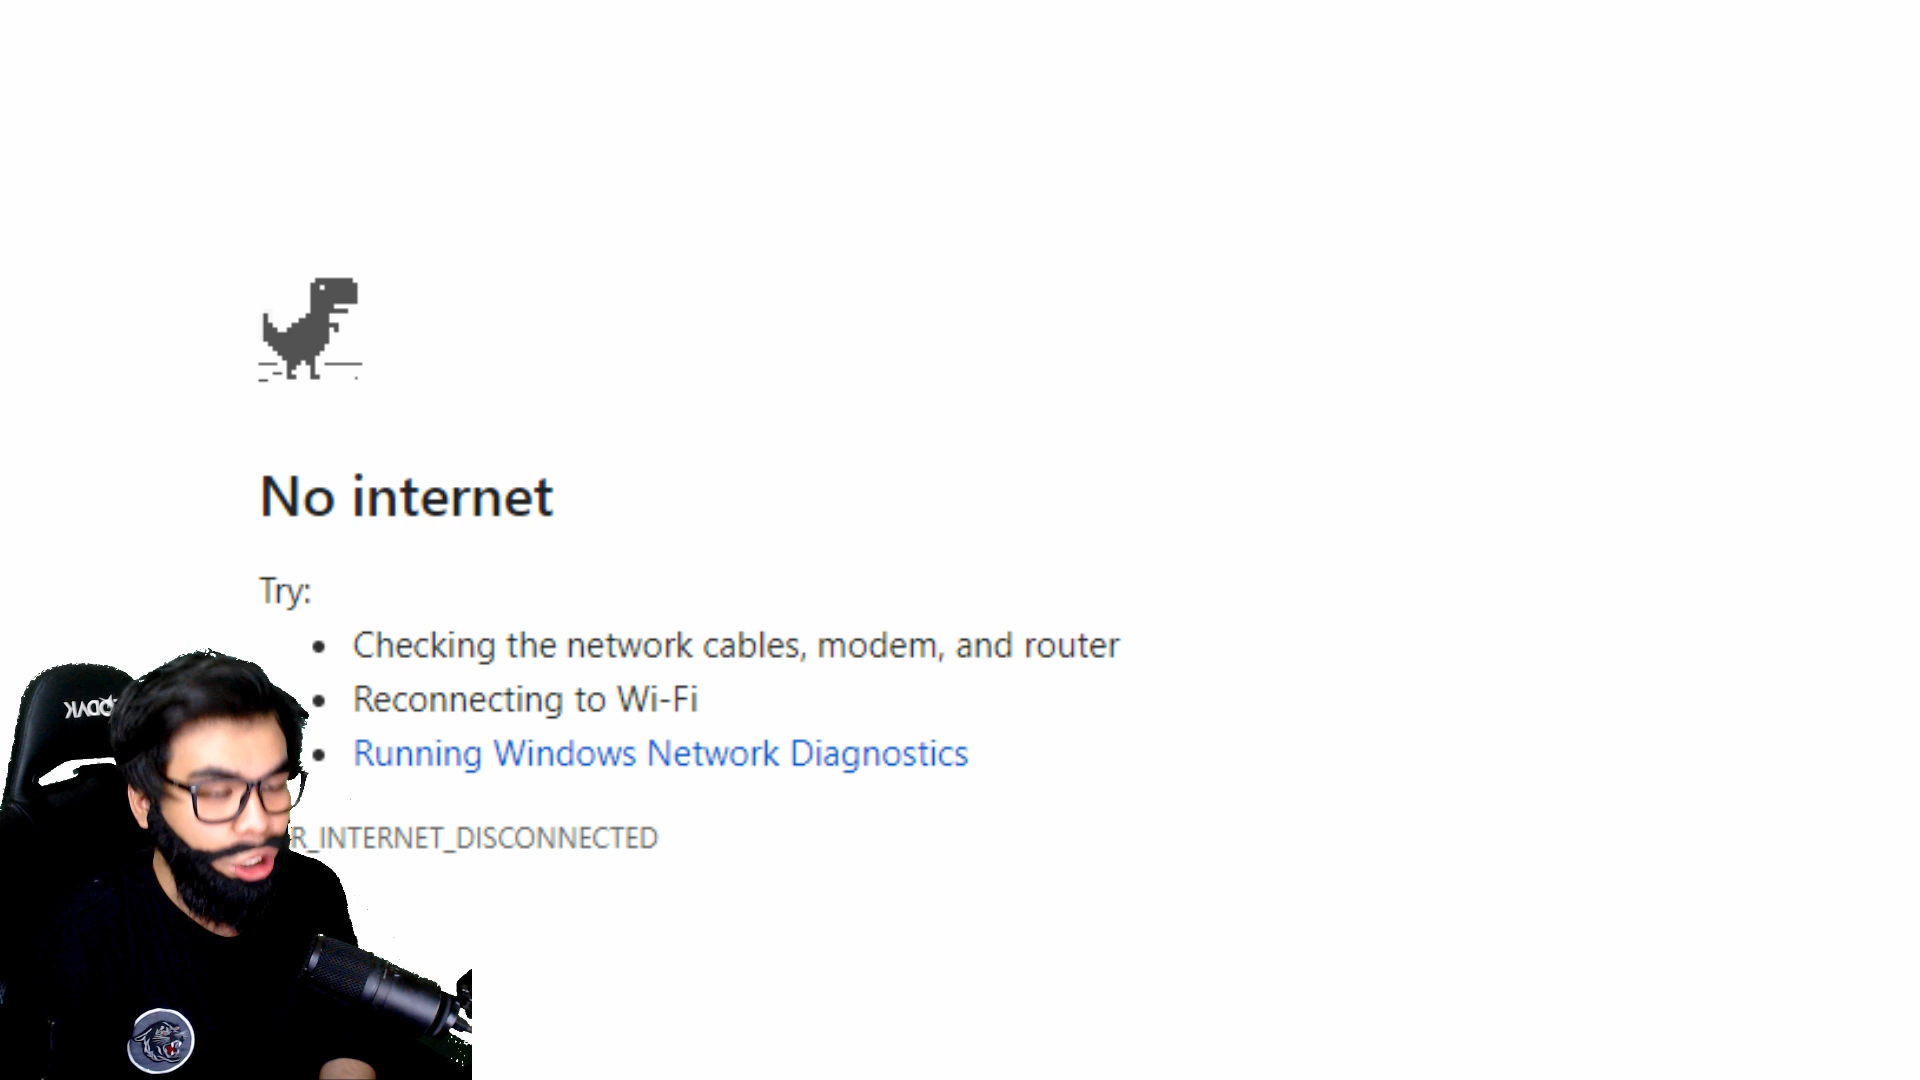 No internet
Try:
Checking the network cables, modem, and router
Reconnecting to Wi-Fi
Running Windows Network Diagnostics
R_INTERNET_DISCONNECTED